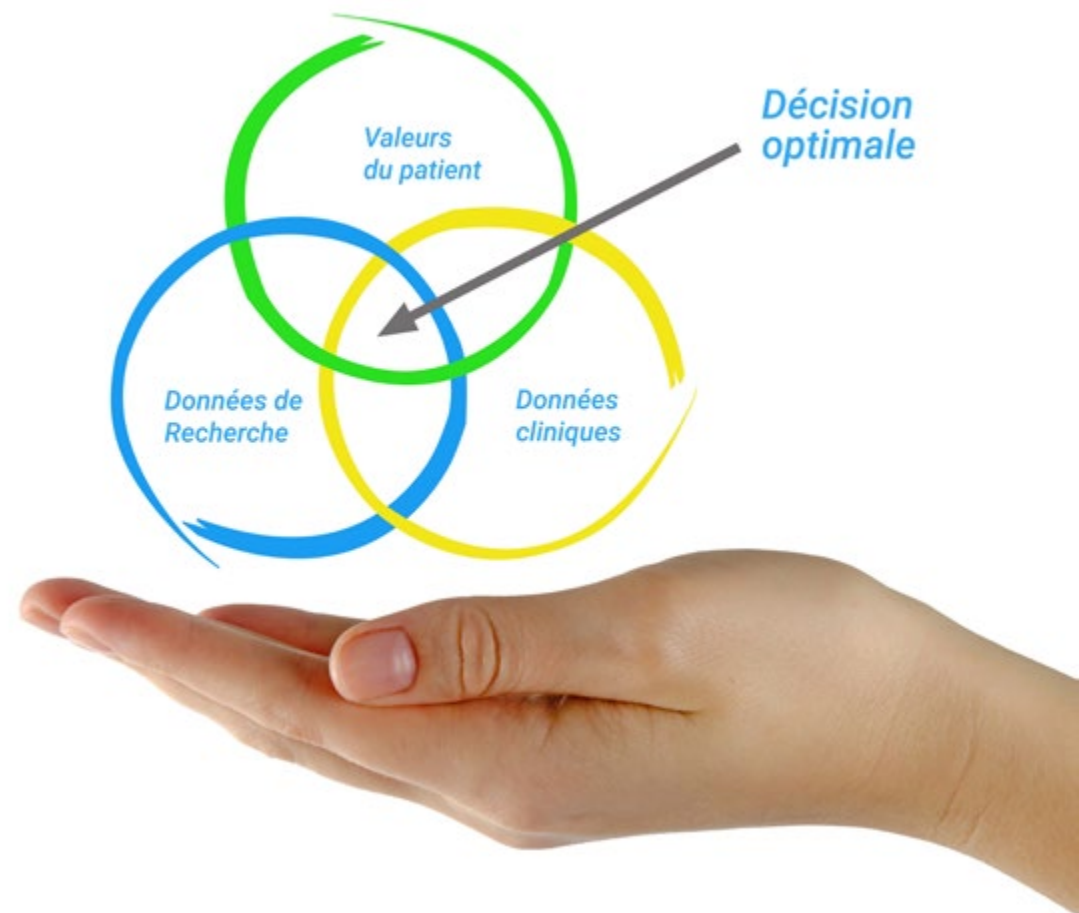 Décision
optimale
Valeurs
du patient
Données de
Recherche
Données
cliniques